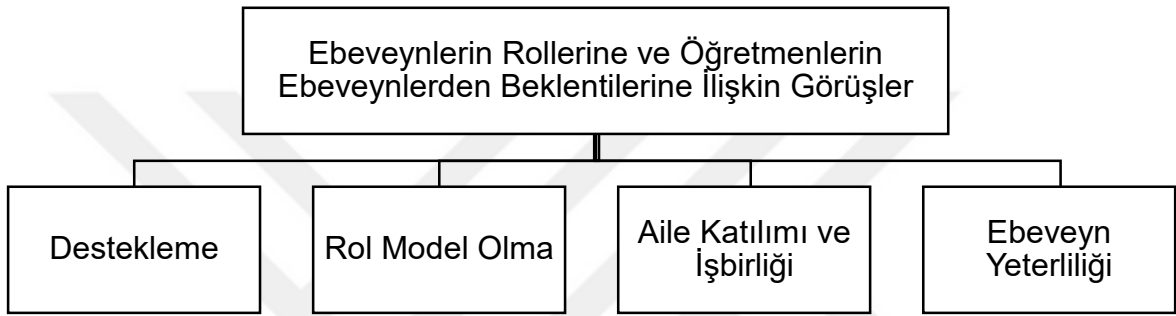 Ebeveynlerin Rollerine ve Öğretmenlerin
Ebeveynlerden Beklentilerine İlişkin Görüşler
Destekleme
Rol Model Olma
Aile Katılımı ve
İşbirliği
Ebeveyn
Yeterliliği